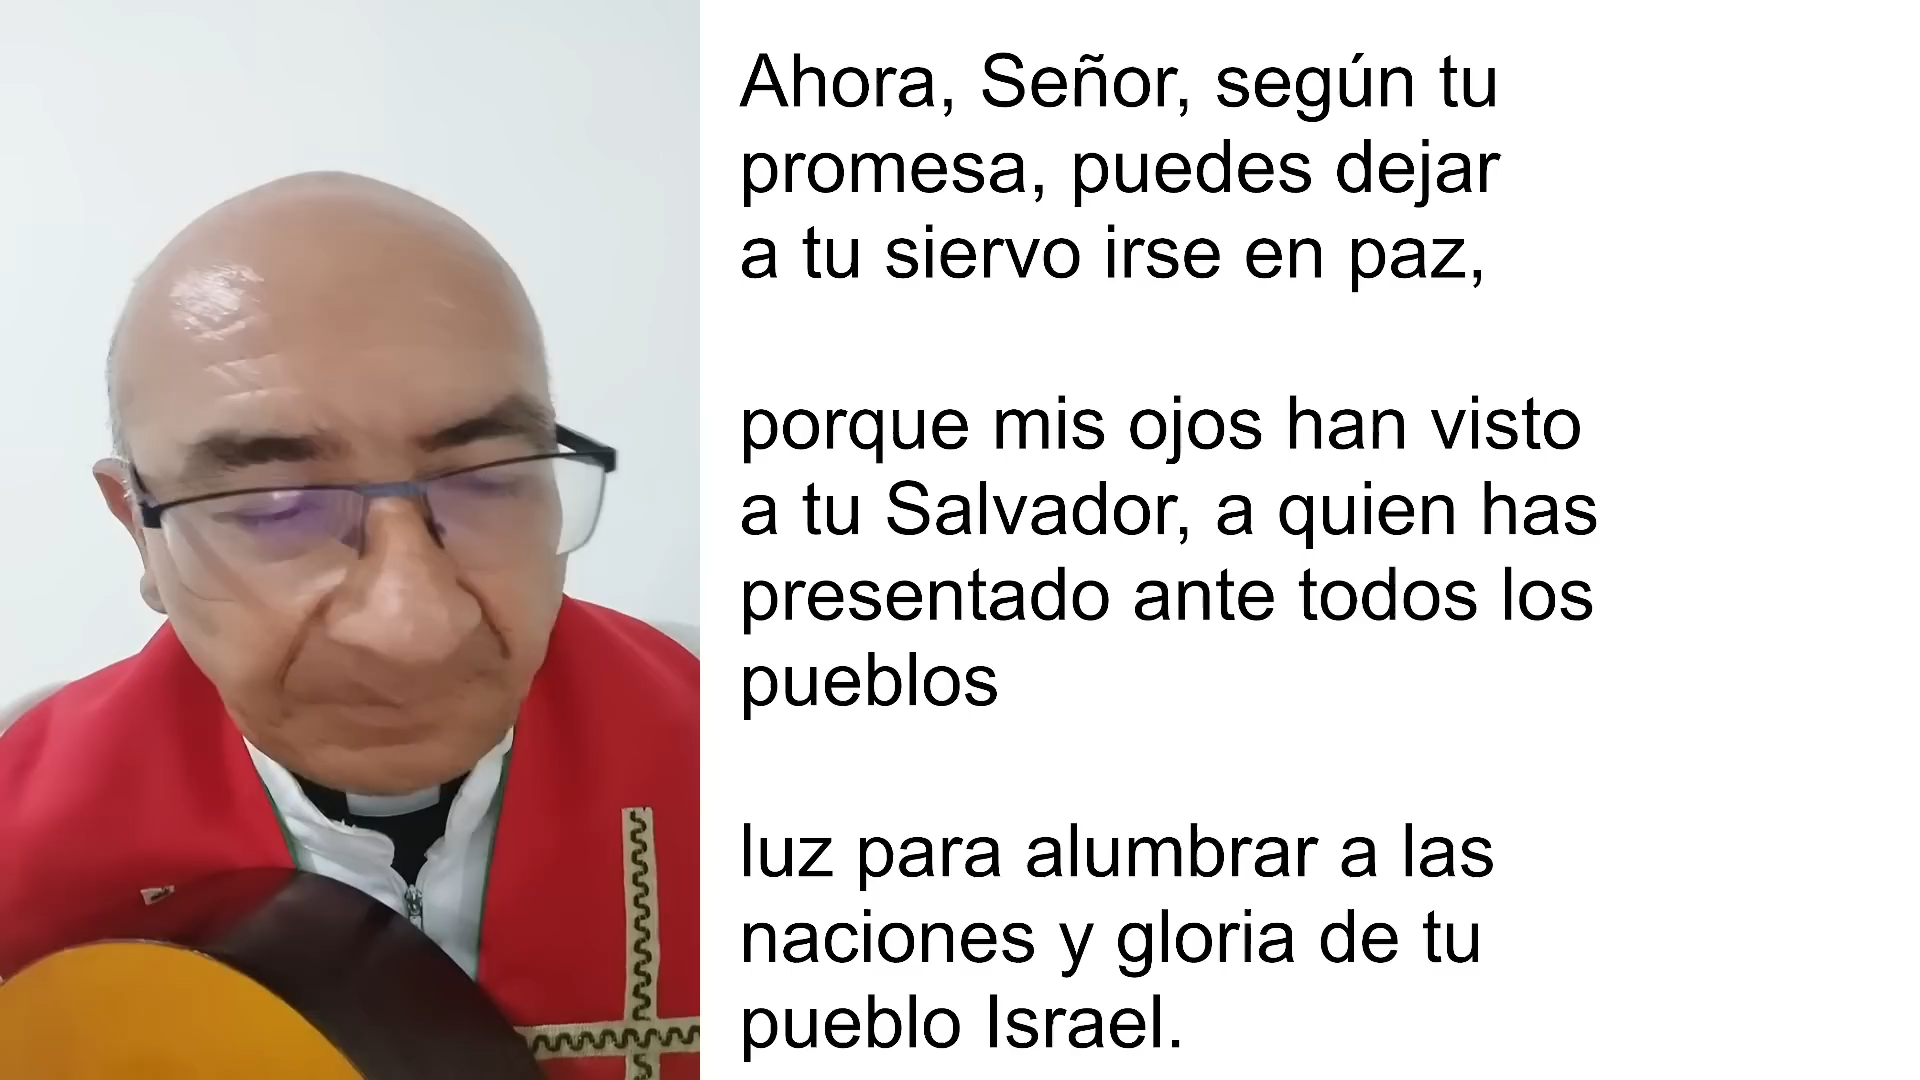 Ahora, Señor, según tu
promesa, puedes dejar
a tu siervo irse en paz,
porque mis ojos han visto
a tu Salvador, a quien has
presentado ante todos los
pueblos
luz para alumbrar a las
naciones y gloria de tu
pueblo Israel.